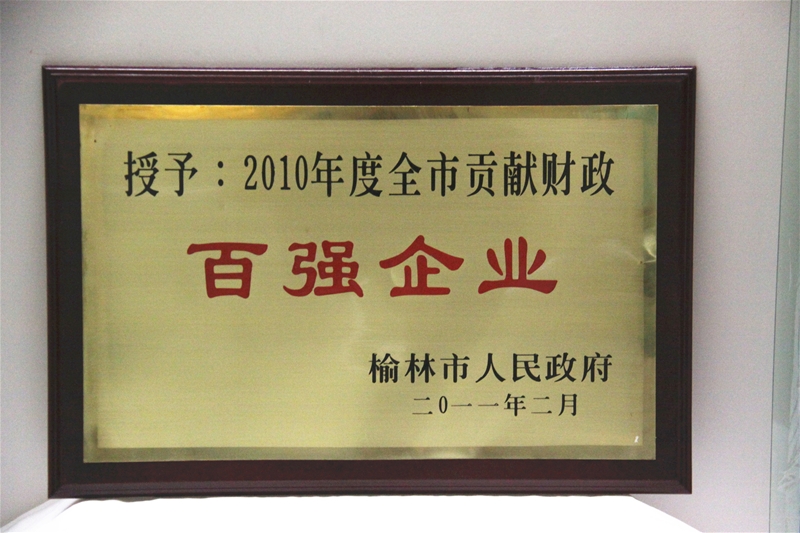 授予：2010年度全市贡献财政
百强企业
榆林市人民政府
二0一一年二月